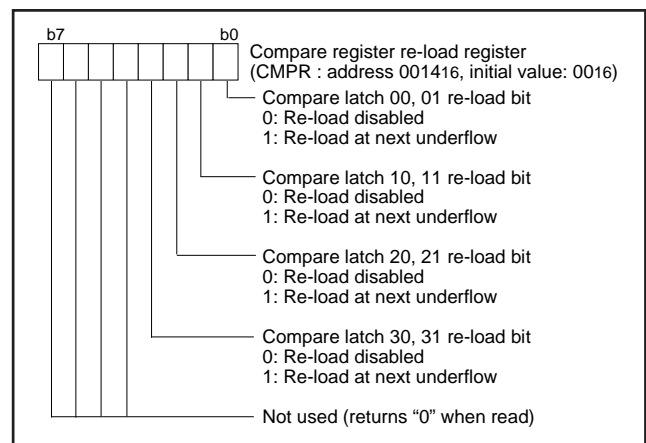 b7 b0
Compare register re-load register
(CMPR : address 001416, initial value: 0016)
Compare latch 00, 01 re-load bit
0: Re-load disabled
1: Re-load at next underflow
Compare latch 10, 11 re-load bit
0: Re-load disabled
1: Re-load at next underflow
Compare latch 20, 21 re-load bit
0: Re-load disabled
1: Re-load at next underflow
Compare latch 30, 31 re-load bit
0: Re-load disabled
1: Re-load at next underflow
Not used (returns “0” when read)